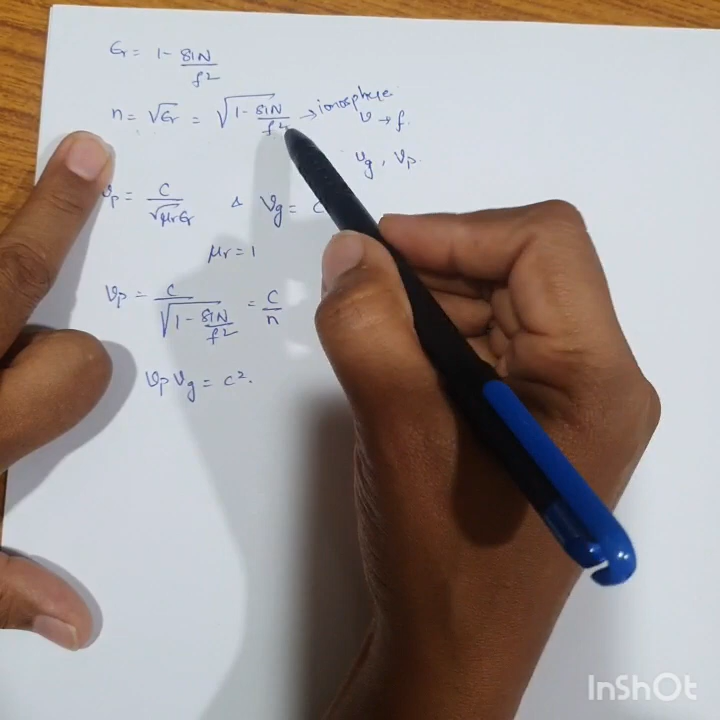 εr = 1 - 81N/f²
n = √εr = √(1 - 81N/f²) → ionosphere
v → f.
vg, vp.
vp = c/√μrεr & vg = c
μr = 1
vp = c/√(1 - 81N/f²) = c/n
vp vg = c².
InShOt